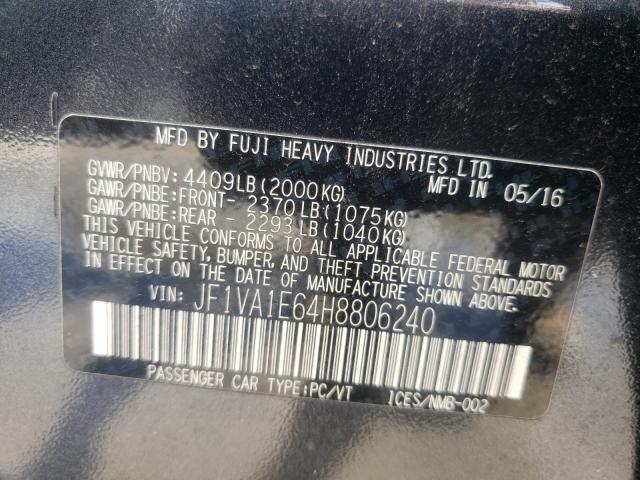 MFD BY FUJI HEAVY INDUSTRIES LTD.
GVWR/PNBV: 4409LB(2000KG) MFD IN 05/16
GAWR/PNBE:FRONT- 2370LB(1075KG)
GAWR/PNBE:REAR - 2293LB(1040KG)
THIS VEHICLE CONFORMS TO ALL APPLICABLE FEDERAL MOTOR
VEHICLE SAFETY, BUMPER, AND THEFT PREVENTION STANDARDS
IN EFFECT ON THE DATE OF MANUFACTURE SHOWN ABOVE.
VIN: JF1VA1E64H8806240
PASSENGER CAR TYPE:PC/VT ICES/NMB-002